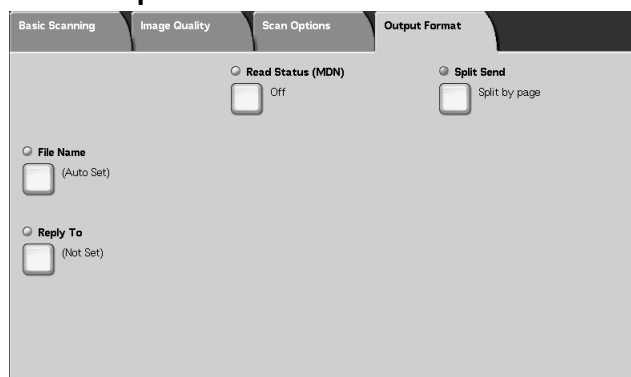 Basic Scanning
Image Quality
Scan Options
Output Format
Read Status (MDN)
Off
Split Send
Split by page
File Name
(Auto Set)
Reply To
(Not Set)